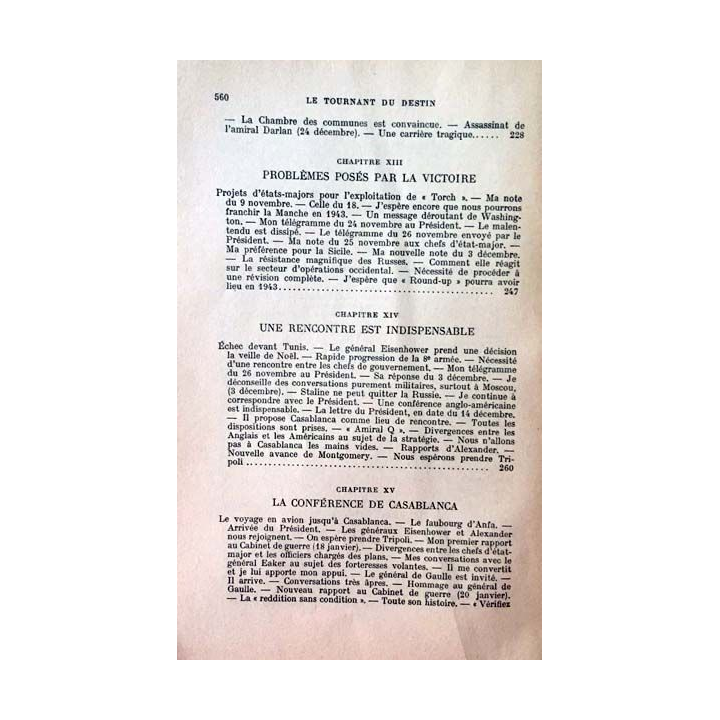 560 LE TOURNANT DU DESTIN
— La Chambre des communes est convaincue. — Assassinat de
l'amiral Darlan (24 décembre). — Une carrière tragique...... 228
CHAPITRE XIII
PROBLÈMES POSÉS PAR LA VICTOIRE
Projets d'états-majors pour l'exploitation de « Torch ». — Ma note
du 9 novembre. — Celle du 18. — J'espère encore que nous pourrons
franchir la Manche en 1943. — Un message déroutant de Washing-
ton. — Mon télégramme du 24 novembre au Président. — Le malen-
tendu est dissipé. — Le télégramme du 26 novembre envoyé par le
Président. — Ma note du 25 novembre aux chefs d'état-major. —
Ma préférence pour la Sicile. — Ma nouvelle note du 3 décembre.
— La résistance magnifique des Russes. — Comment elle réagit
sur le secteur d'opérations occidental. — Nécessité de procéder à
une révision complète. — J'espère que « Round-up » pourra avoir
lieu en 1943................................................ 247
CHAPITRE XIV
UNE RENCONTRE EST INDISPENSABLE
Échec devant Tunis. — Le général Eisenhower prend une décision
la veille de Noël. — Rapide progression de la 8e armée. — Nécessité
d'une rencontre entre les chefs de gouvernement. — Mon télégramme
du 26 novembre au Président. — Sa réponse du 3 décembre. — Je
déconseille des conversations purement militaires, surtout à Moscou,
(3 décembre). — Staline ne peut quitter la Russie. — Je continue à
correspondre avec le Président. — Une conférence anglo-américaine
est indispensable. — La lettre du Président, en date du 14 décembre.
— Il propose Casablanca comme lieu de rencontre. — Toutes les
dispositions sont prises. — « Amiral Q ». — Divergences entre les
Anglais et les Américains au sujet de la stratégie. — Nous n'allons
pas à Casablanca les mains vides. — Rapports d'Alexander. —
Nouvelle avance de Montgomery. — Nous espérons prendre Tri-
poli...................................................... 260
CHAPITRE XV
LA CONFÉRENCE DE CASABLANCA
Le voyage en avion jusqu'à Casablanca. — Le faubourg d'Anfa. —
Arrivée du Président. — Les généraux Eisenhower et Alexander
nous rejoignent. — On espère prendre Tripoli. — Mon premier rapport
au Cabinet de guerre (18 janvier). — Divergences entre les chefs d'état-
major et les officiers chargés des plans. — Mes conversations avec le
général Eaker au sujet des forteresses volantes. — Il me convertit
et je lui apporte mon appui. — Le général de Gaulle est invité. —
Il arrive. — Conversations très âpres. — Hommage au général de
Gaulle. — Nouveau rapport au Cabinet de guerre (20 janvier).
— La « reddition sans condition ». — Toute son histoire. — « Vérifiez